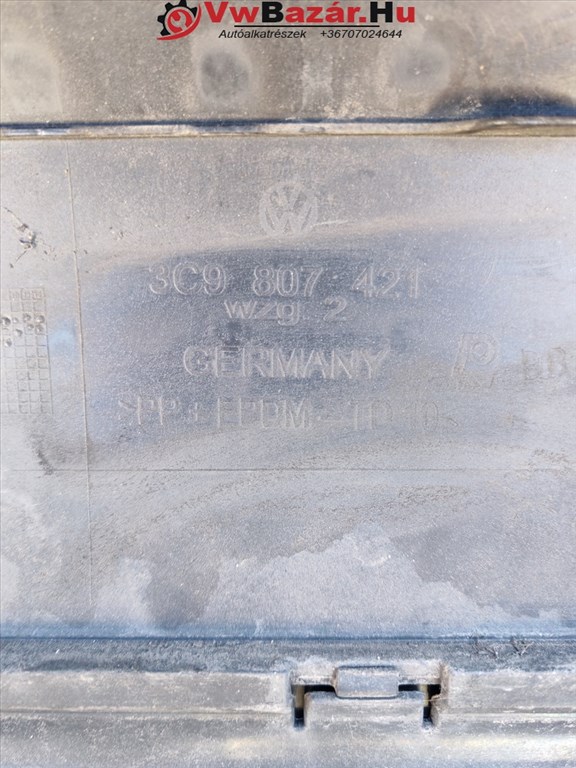 VwBazár.Hu
Autóalkatrészek +36707024644
3C9 807 421
wzg 2
GERMANY